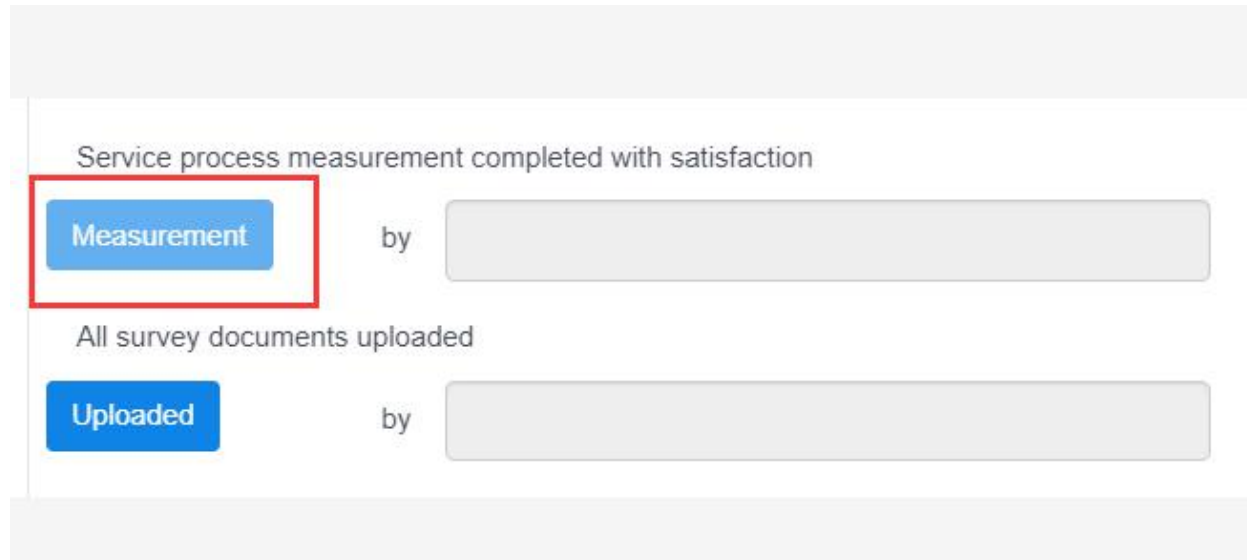 Service process measurement completed with satisfaction
Measurement by
All survey documents uploaded
Uploaded by